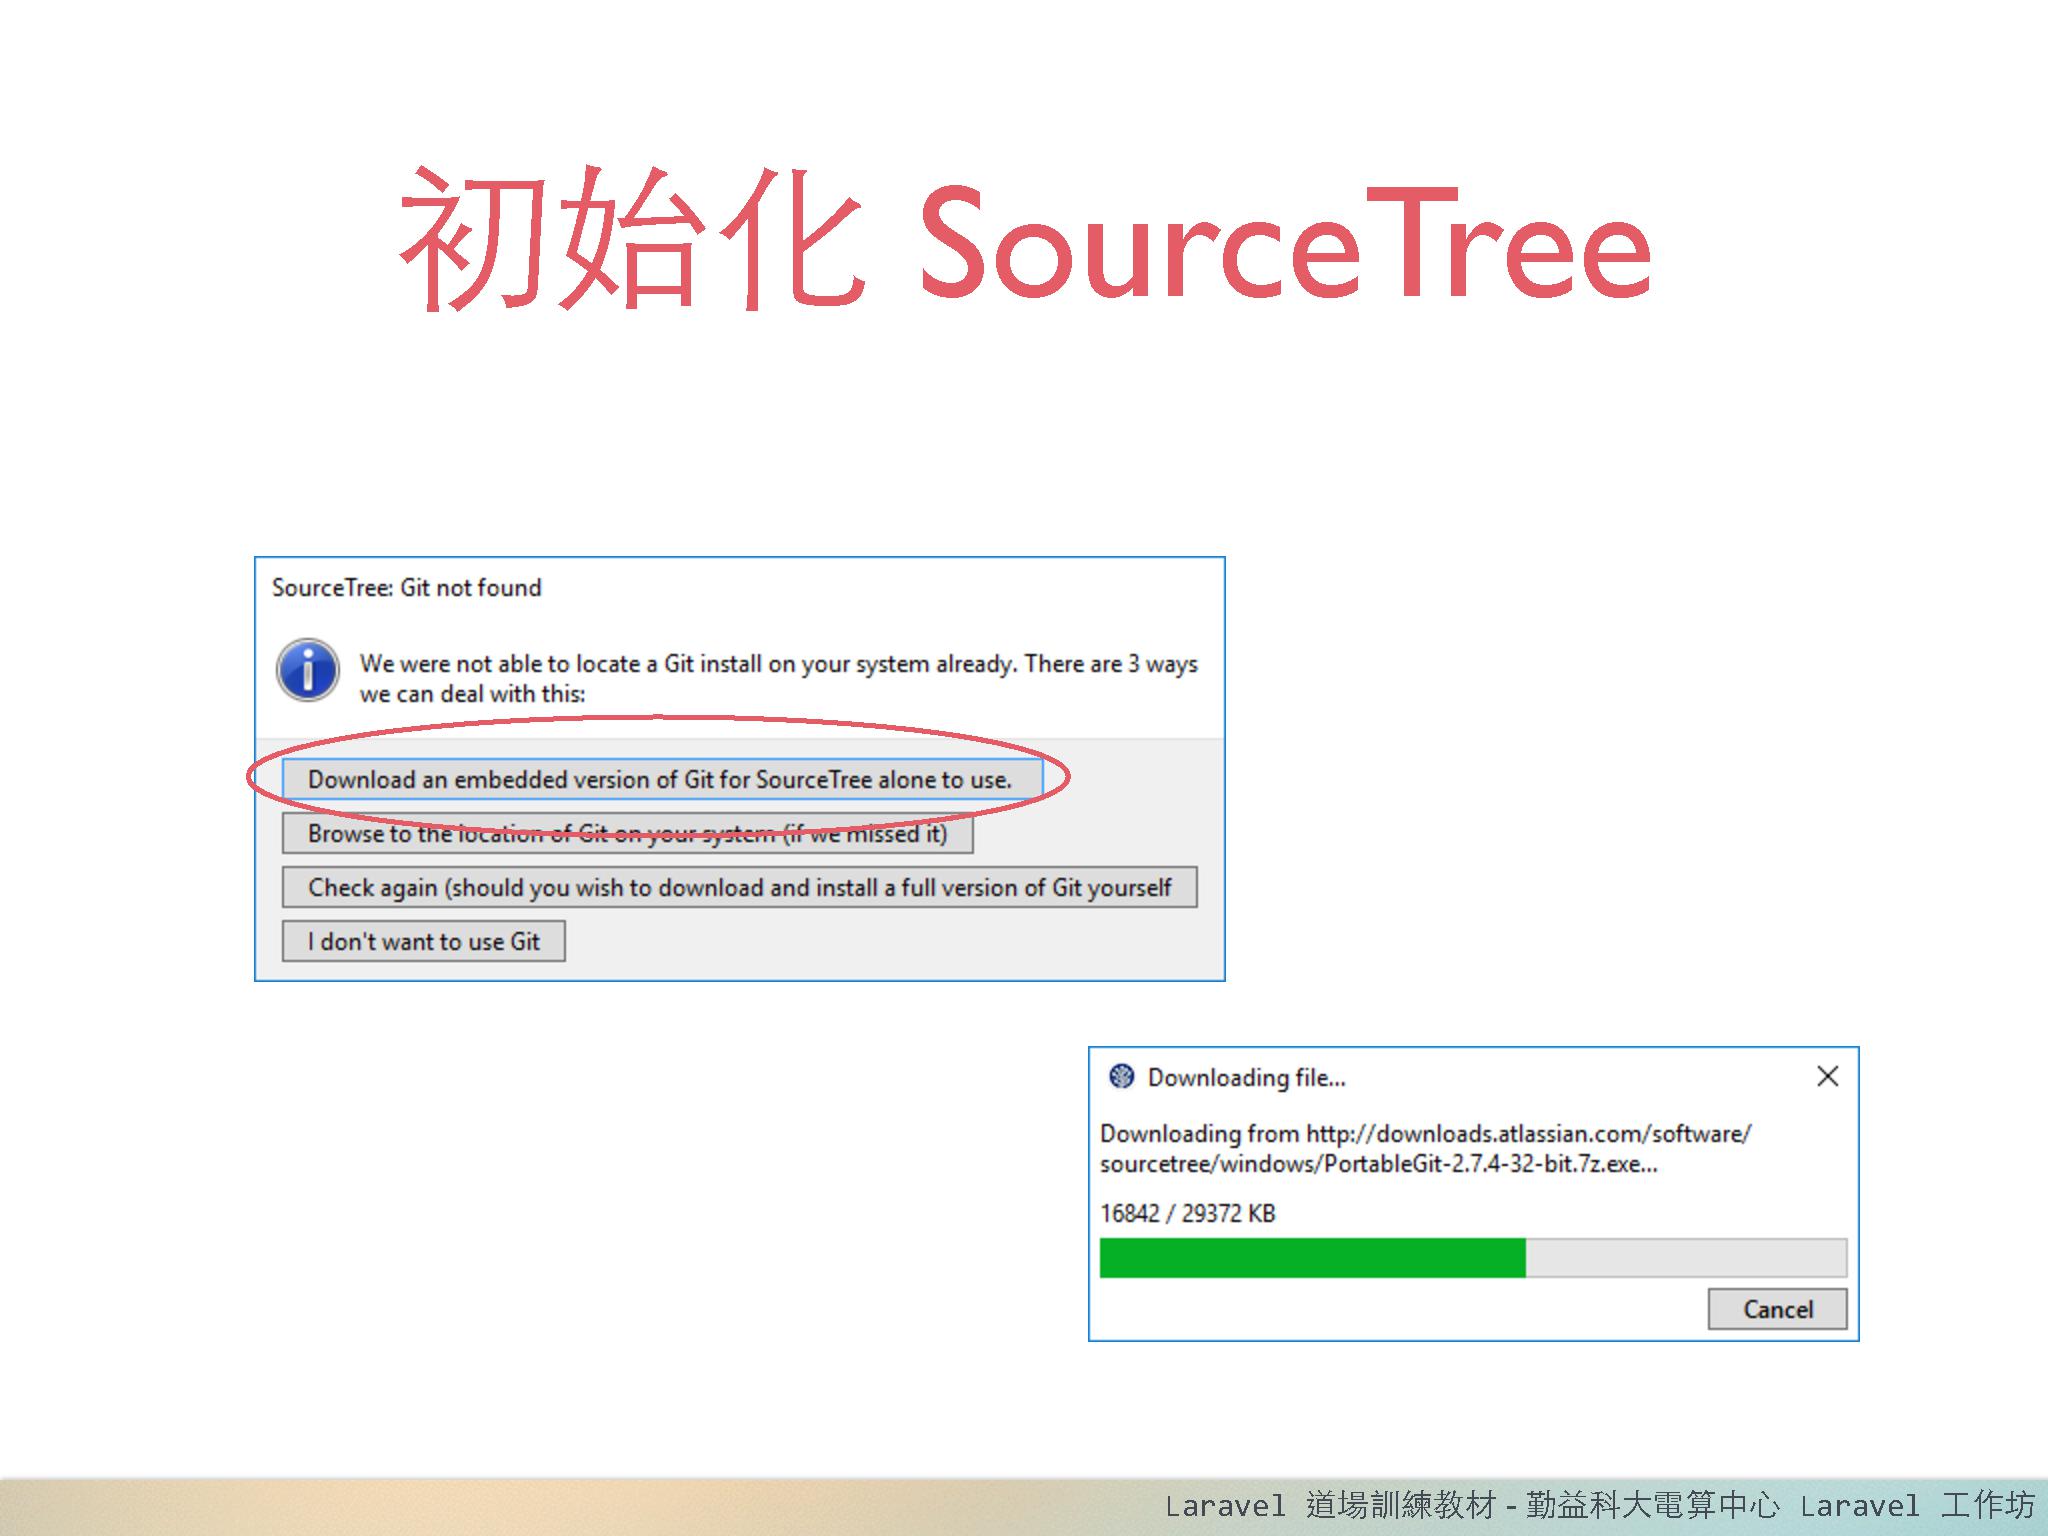 初始化 SourceTree
SourceTree: Git not found
We were not able to locate a Git install on your system already. There are 3 ways
we can deal with this:
Download an embedded version of Git for SourceTree alone to use.
Browse to the location of Git on your system (if we missed it)
Check again (should you wish to download and install a full version of Git yourself
I don't want to use Git
Downloading file...
Downloading from http://downloads.atlassian.com/software/
sourcetree/windows/PortableGit-2.7.4-32-bit.7z.exe...
16842 / 29372 KB
Cancel
Laravel 道場訓練教材 - 勤益科大電算中心 Laravel 工作坊